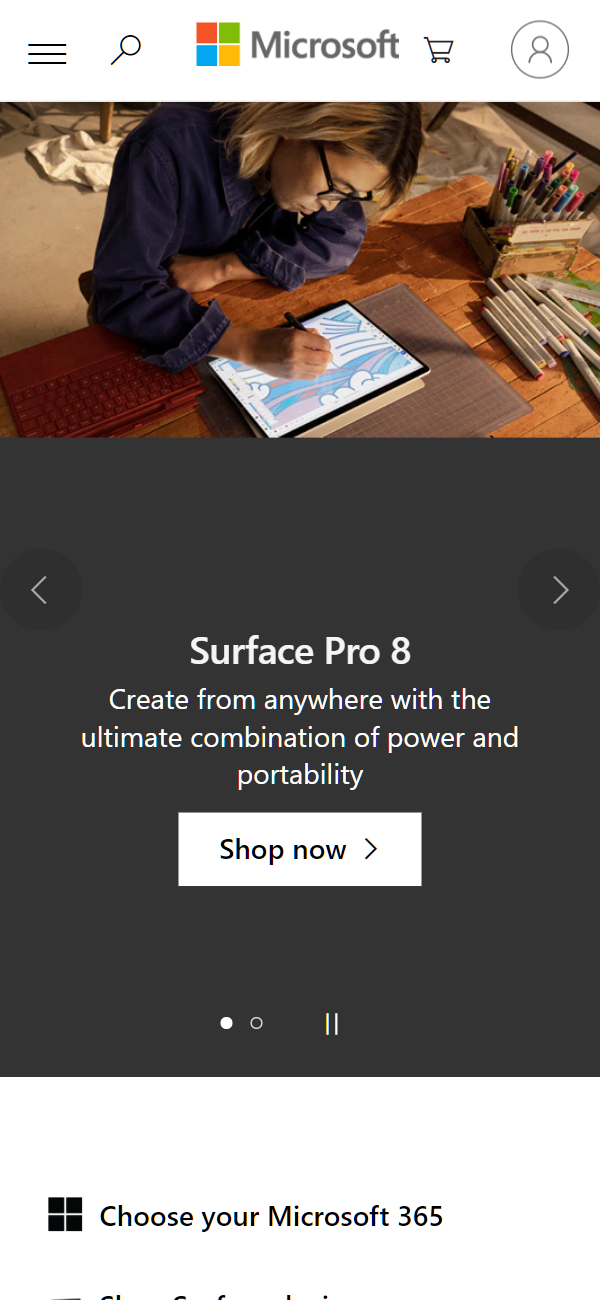 Microsoft
Surface Pro 8
Create from anywhere with the
ultimate combination of power and
portability
Shop now
Choose your Microsoft 365